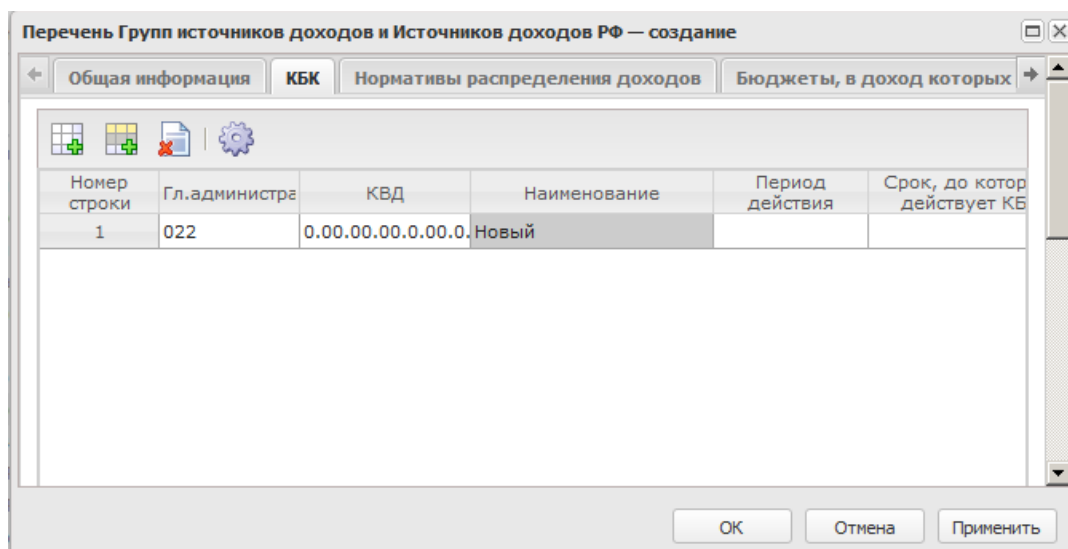 Перечень Групп источников доходов и Источников доходов РФ — создание
Общая информация КБК Нормативы распределения доходов Бюджеты, в доход которых
Номер строки Гл.администра КВД Наименование Период действия Срок, до котор действует КБ
1 022 0.00.00.00.0.00.0. Новый
ОК Отмена Применить